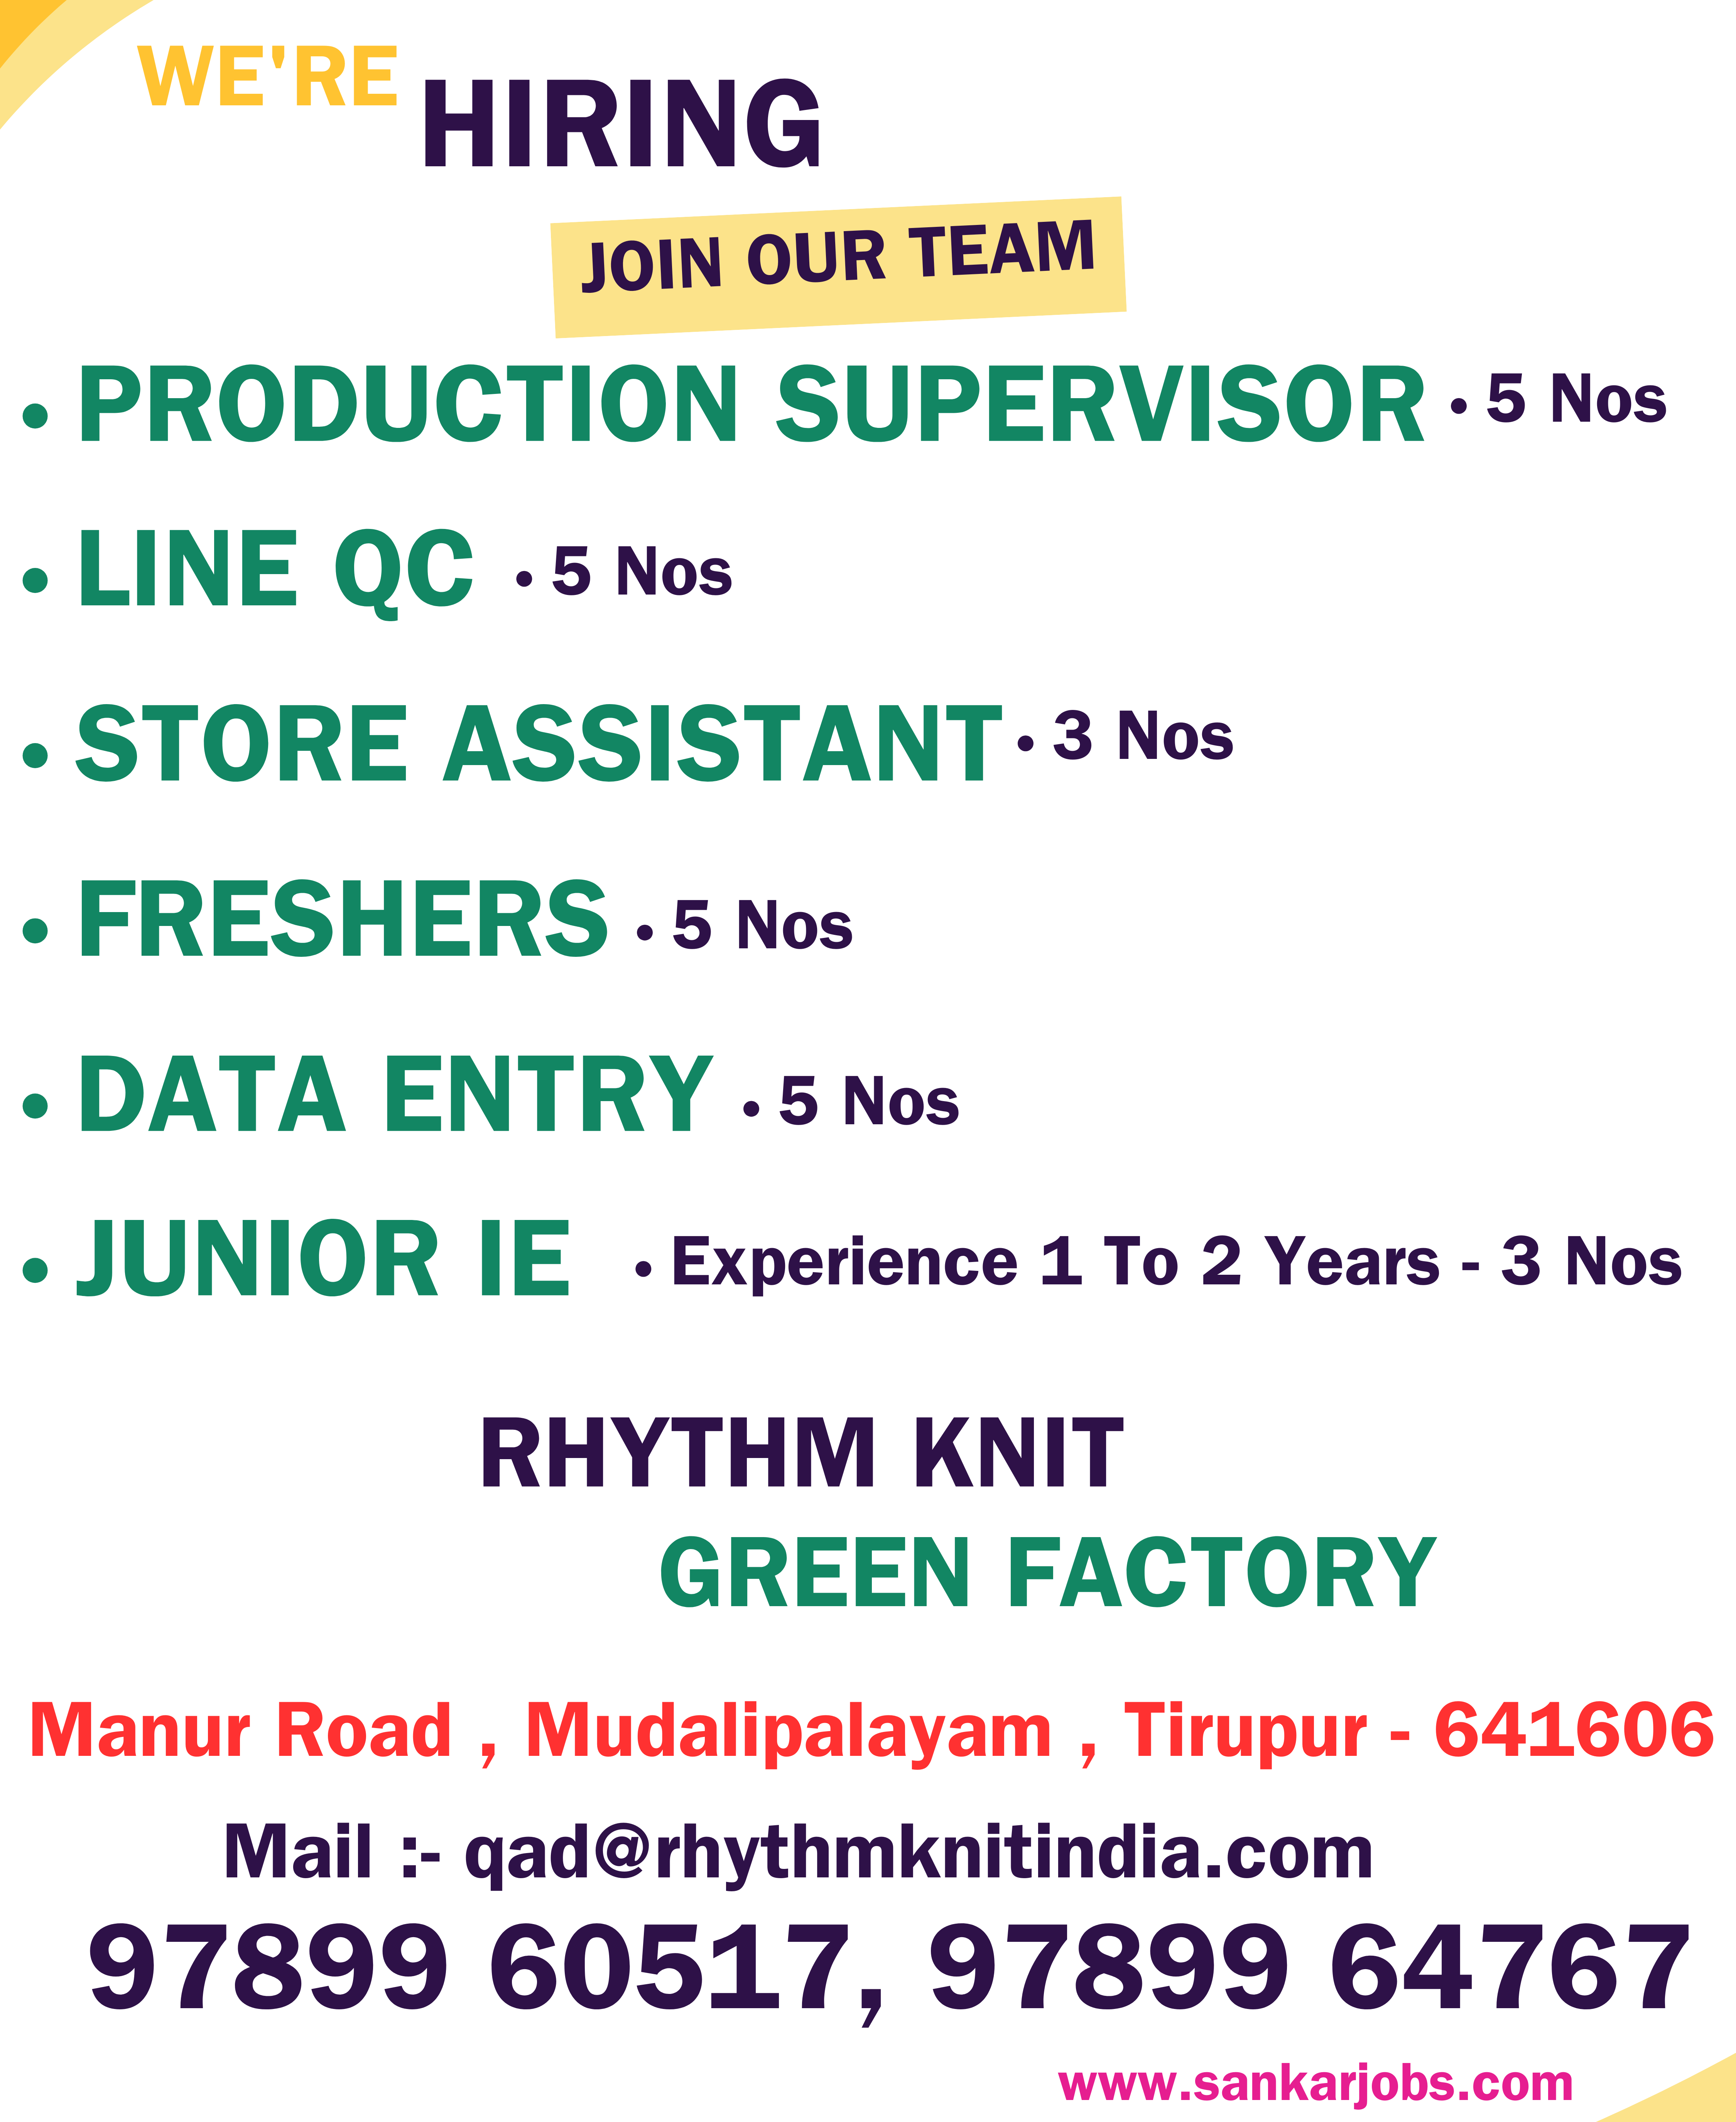 WE'RE
HIRING
JOIN OUR TEAM
• PRODUCTION SUPERVISOR • 5 Nos
• LINE QC • 5 Nos
• STORE ASSISTANT • 3 Nos
• FRESHERS • 5 Nos
• DATA ENTRY • 5 Nos
• JUNIOR IE • Experience 1 To 2 Years - 3 Nos
RHYTHM KNIT
GREEN FACTORY
Manur Road , Mudalipalayam , Tirupur - 641606
Mail :- qad@rhythmknitindia.com
97899 60517, 97899 64767
www.sankarjobs.com